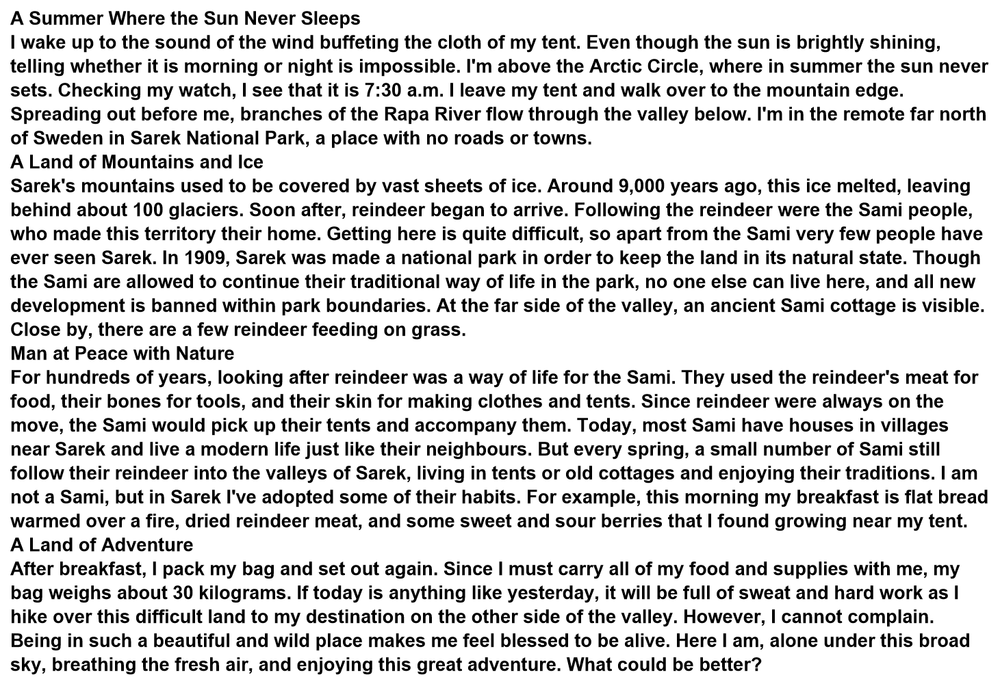 A Summer Where the Sun Never Sleeps
I wake up to the sound of the wind buffeting the cloth of my tent. Even though the sun is brightly shining,
telling whether it is morning or night is impossible. I'm above the Arctic Circle, where in summer the sun never
sets. Checking my watch, I see that it is 7:30 a.m. I leave my tent and walk over to the mountain edge.
Spreading out before me, branches of the Rapa River flow through the valley below. I'm in the remote far north
of Sweden in Sarek National Park, a place with no roads or towns.
A Land of Mountains and Ice
Sarek's mountains used to be covered by vast sheets of ice. Around 9,000 years ago, this ice melted, leaving
behind about 100 glaciers. Soon after, reindeer began to arrive. Following the reindeer were the Sami people,
who made this territory their home. Getting here is quite difficult, so apart from the Sami very few people have
ever seen Sarek. In 1909, Sarek was made a national park in order to keep the land in its natural state. Though
the Sami are allowed to continue their traditional way of life in the park, no one else can live here, and all new
development is banned within park boundaries. At the far side of the valley, an ancient Sami cottage is visible.
Close by, there are a few reindeer feeding on grass.
Man at Peace with Nature
For hundreds of years, looking after reindeer was a way of life for the Sami. They used the reindeer's meat for
food, their bones for tools, and their skin for making clothes and tents. Since reindeer were always on the
move, the Sami would pick up their tents and accompany them. Today, most Sami have houses in villages
near Sarek and live a modern life just like their neighbours. But every spring, a small number of Sami still
follow their reindeer into the valleys of Sarek, living in tents or old cottages and enjoying their traditions. I am
not a Sami, but in Sarek I've adopted some of their habits. For example, this morning my breakfast is flat bread
warmed over a fire, dried reindeer meat, and some sweet and sour berries that I found growing near my tent.
A Land of Adventure
After breakfast, I pack my bag and set out again. Since I must carry all of my food and supplies with me, my
bag weighs about 30 kilograms. If today is anything like yesterday, it will be full of sweat and hard work as I
hike over this difficult land to my destination on the other side of the valley. However, I cannot complain.
Being in such a beautiful and wild place makes me feel blessed to be alive. Here I am, alone under this broad
sky, breathing the fresh air, and enjoying this great adventure. What could be better?